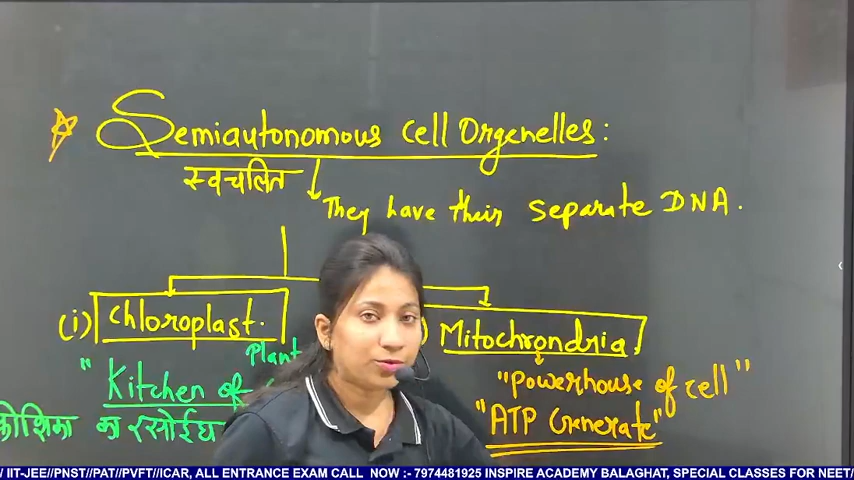 Semiautonomous Cell Organelles:
स्वचलित
They have their separate DNA.
(i) Chloroplast.
) Mitochrondria
Plant
"Kitchen of
"Powerhouse of cell"
कोशिका का रसोईघ
"ATP Generate"
/ IIT-JEE//PNST//PAT//PVFT//ICAR, ALL ENTRANCE EXAM CALL NOW :- 7974481925 INSPIRE ACADEMY BALAGHAT, SPECIAL CLASSES FOR NEET/